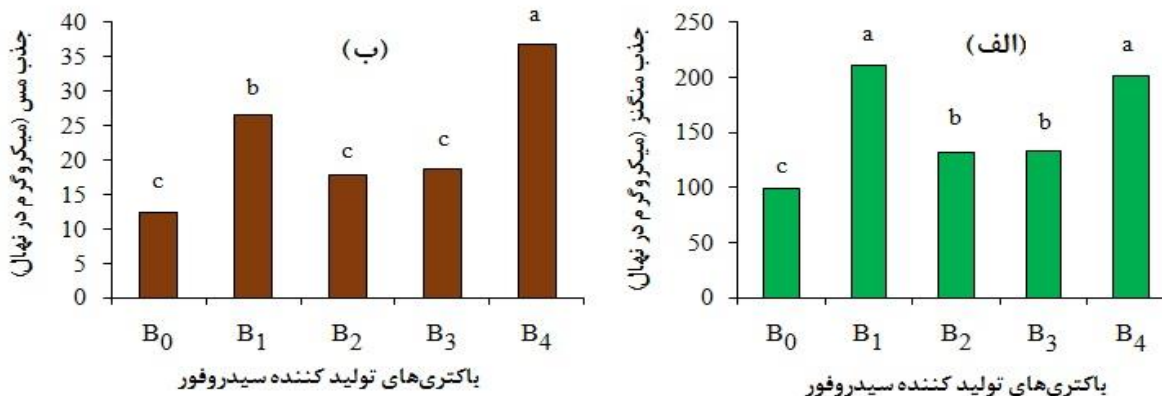 (الف)
جذب منگنز (میکروگرم در نهال)
250
200
150
100
50
0
c
a
b
b
a
B0 B1 B2 B3 B4
باکتری‌های تولید کننده سیدروفور
(ب)
جذب مس (میکروگرم در نهال)
40
35
30
25
20
15
10
5
0
c
b
c
c
a
B0 B1 B2 B3 B4
باکتری‌های تولید کننده سیدروفور